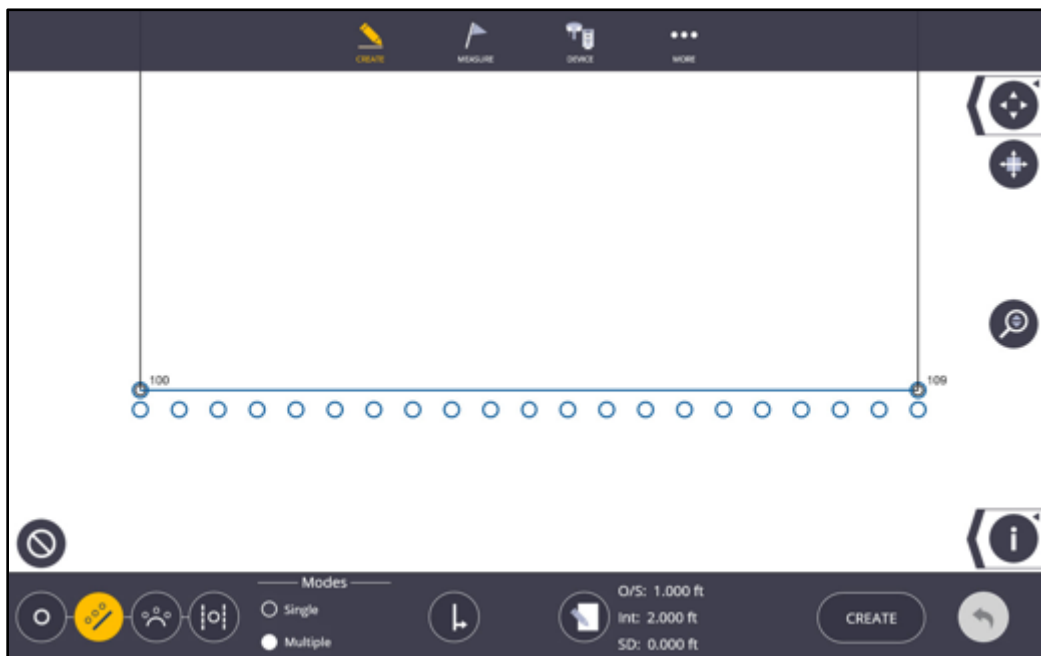 CREATE
MEASURE
DEVICE
MORE
100
109
Modes
Single
Multiple
O/S: 1.000 ft
Int: 2.000 ft
SD: 0.000 ft
CREATE